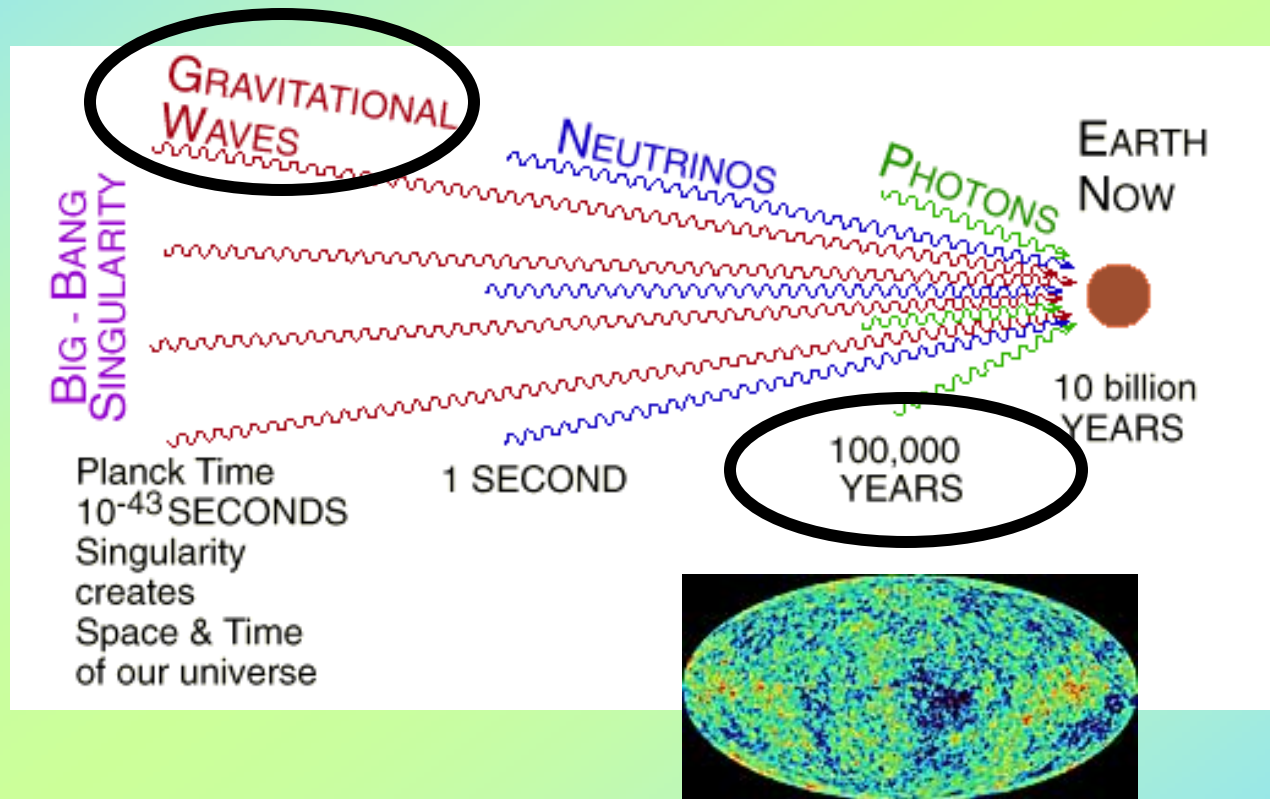 GRAVITATIONAL
WAVES
NEUTRINOS
PHOTONS
EARTH
NOW
BIG - BANG
SINGULARITY
10 billion
YEARS
100,000
YEARS
1 SECOND
Planck Time
10-43 SECONDS
Singularity
creates
Space & Time
of our universe